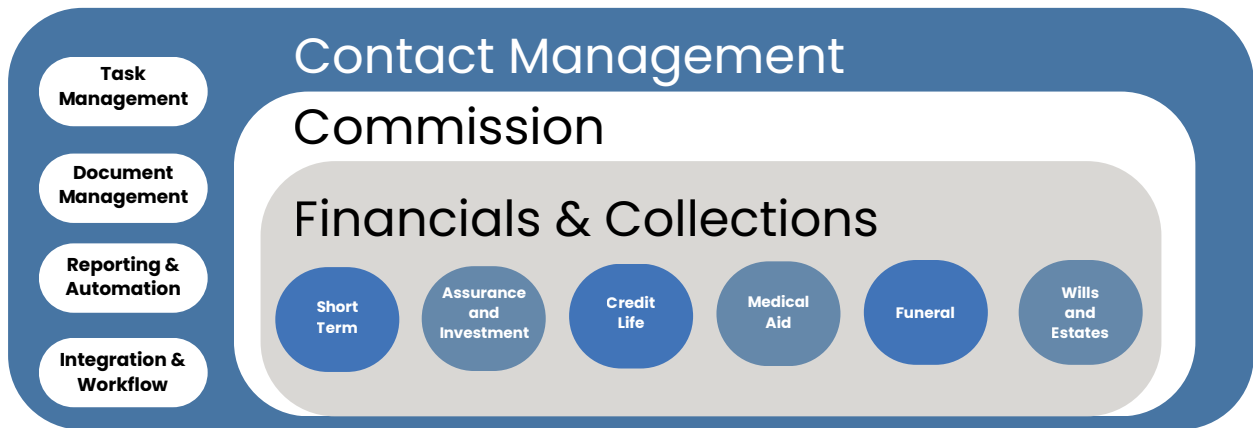 Contact Management
Task
Management
Document
Management
Reporting &
Automation
Integration &
Workflow
Commission
Financials & Collections
Short
Term
Assurance
and
Investment
Credit
Life
Medical
Aid
Funeral
Wills
and
Estates